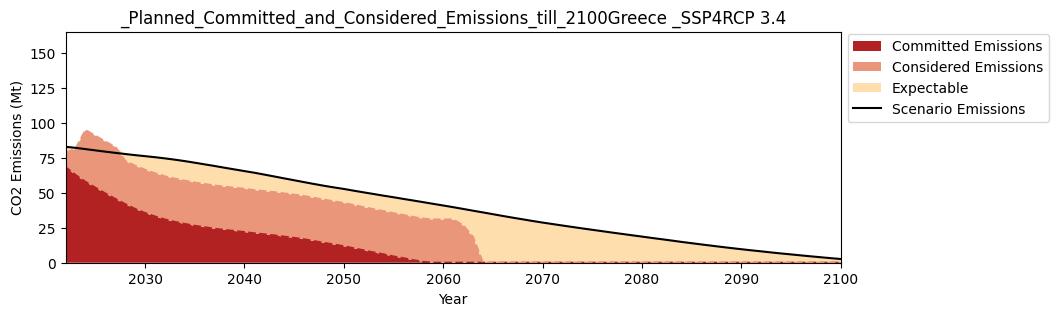 _Planned_Committed_and_Considered_Emissions_till_2100Greece _SSP4RCP 3.4
Committed Emissions
Considered Emissions
Expectable
Scenario Emissions
CO2 Emissions (Mt)
150
125
100
75
50
25
0
2030 2040 2050 2060 2070 2080 2090 2100
Year